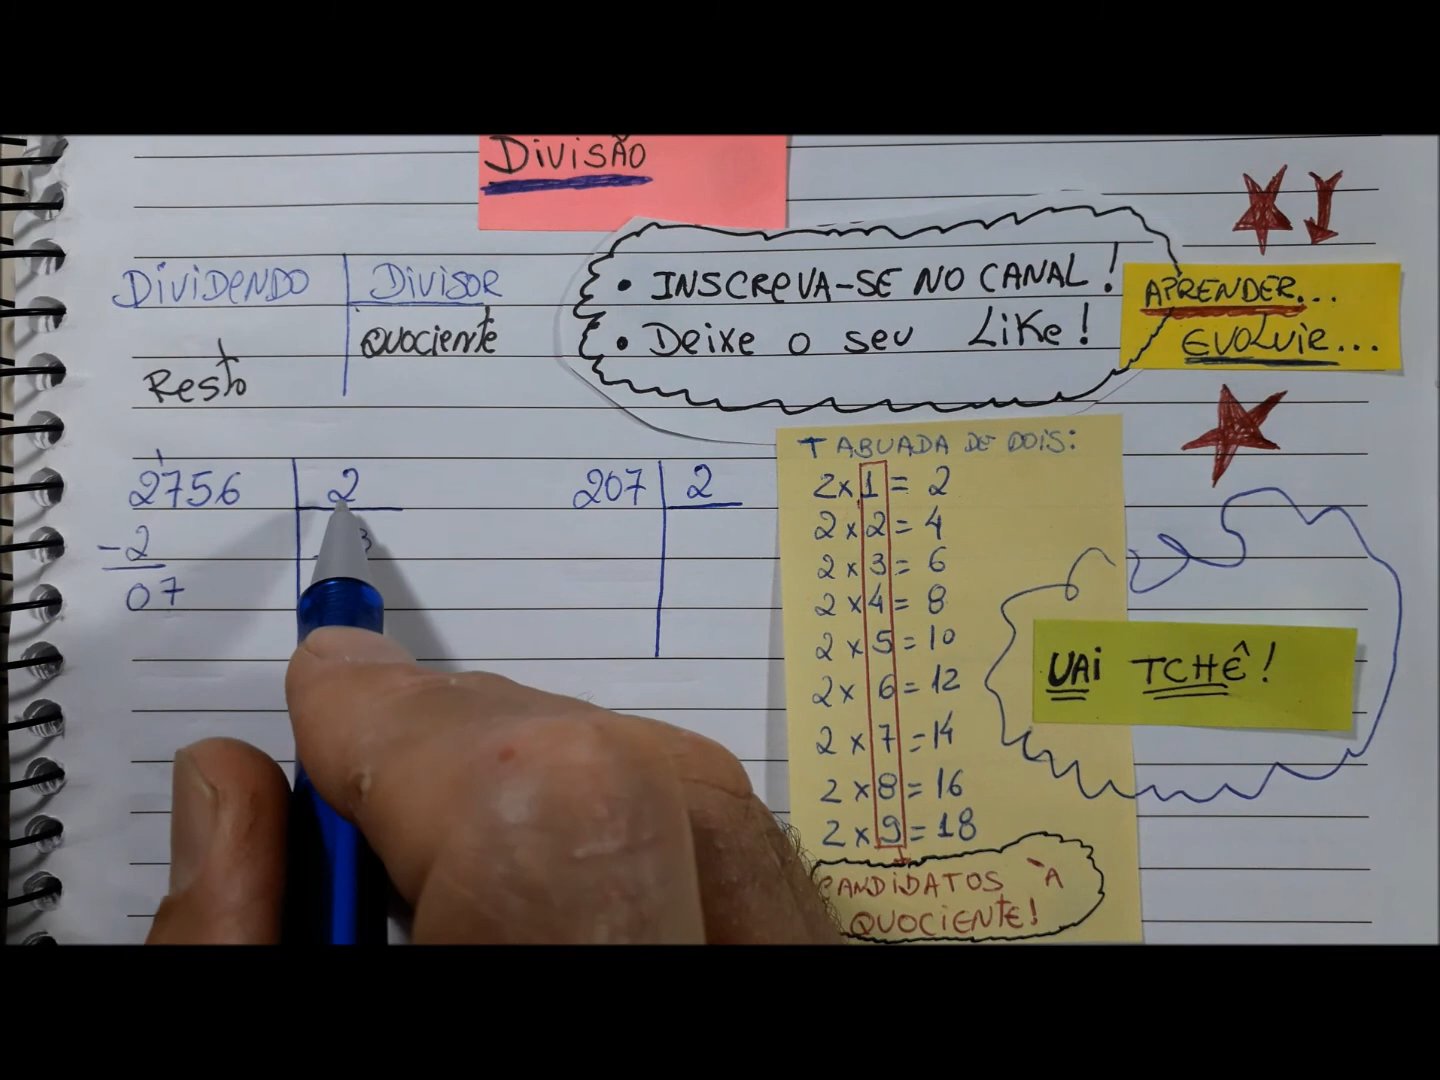 DIVISÃO
DIVIDENDO DIVISOR
QUOCIENTE
RESTO
• INSCREVA-SE NO CANAL!
• DEIXE O SEU LIKE!
APRENDER...
EVOLUIR...
2756 2
3
-2
07
207 2
TABUADA DE DOIS:
2x1=2
2x2=4
2x3=6
2x4=8
2x5=10
2x6=12
2x7=14
2x8=16
2x9=18
CANDIDATOS À
QUOCIENTE!
UAI TCHÊ!